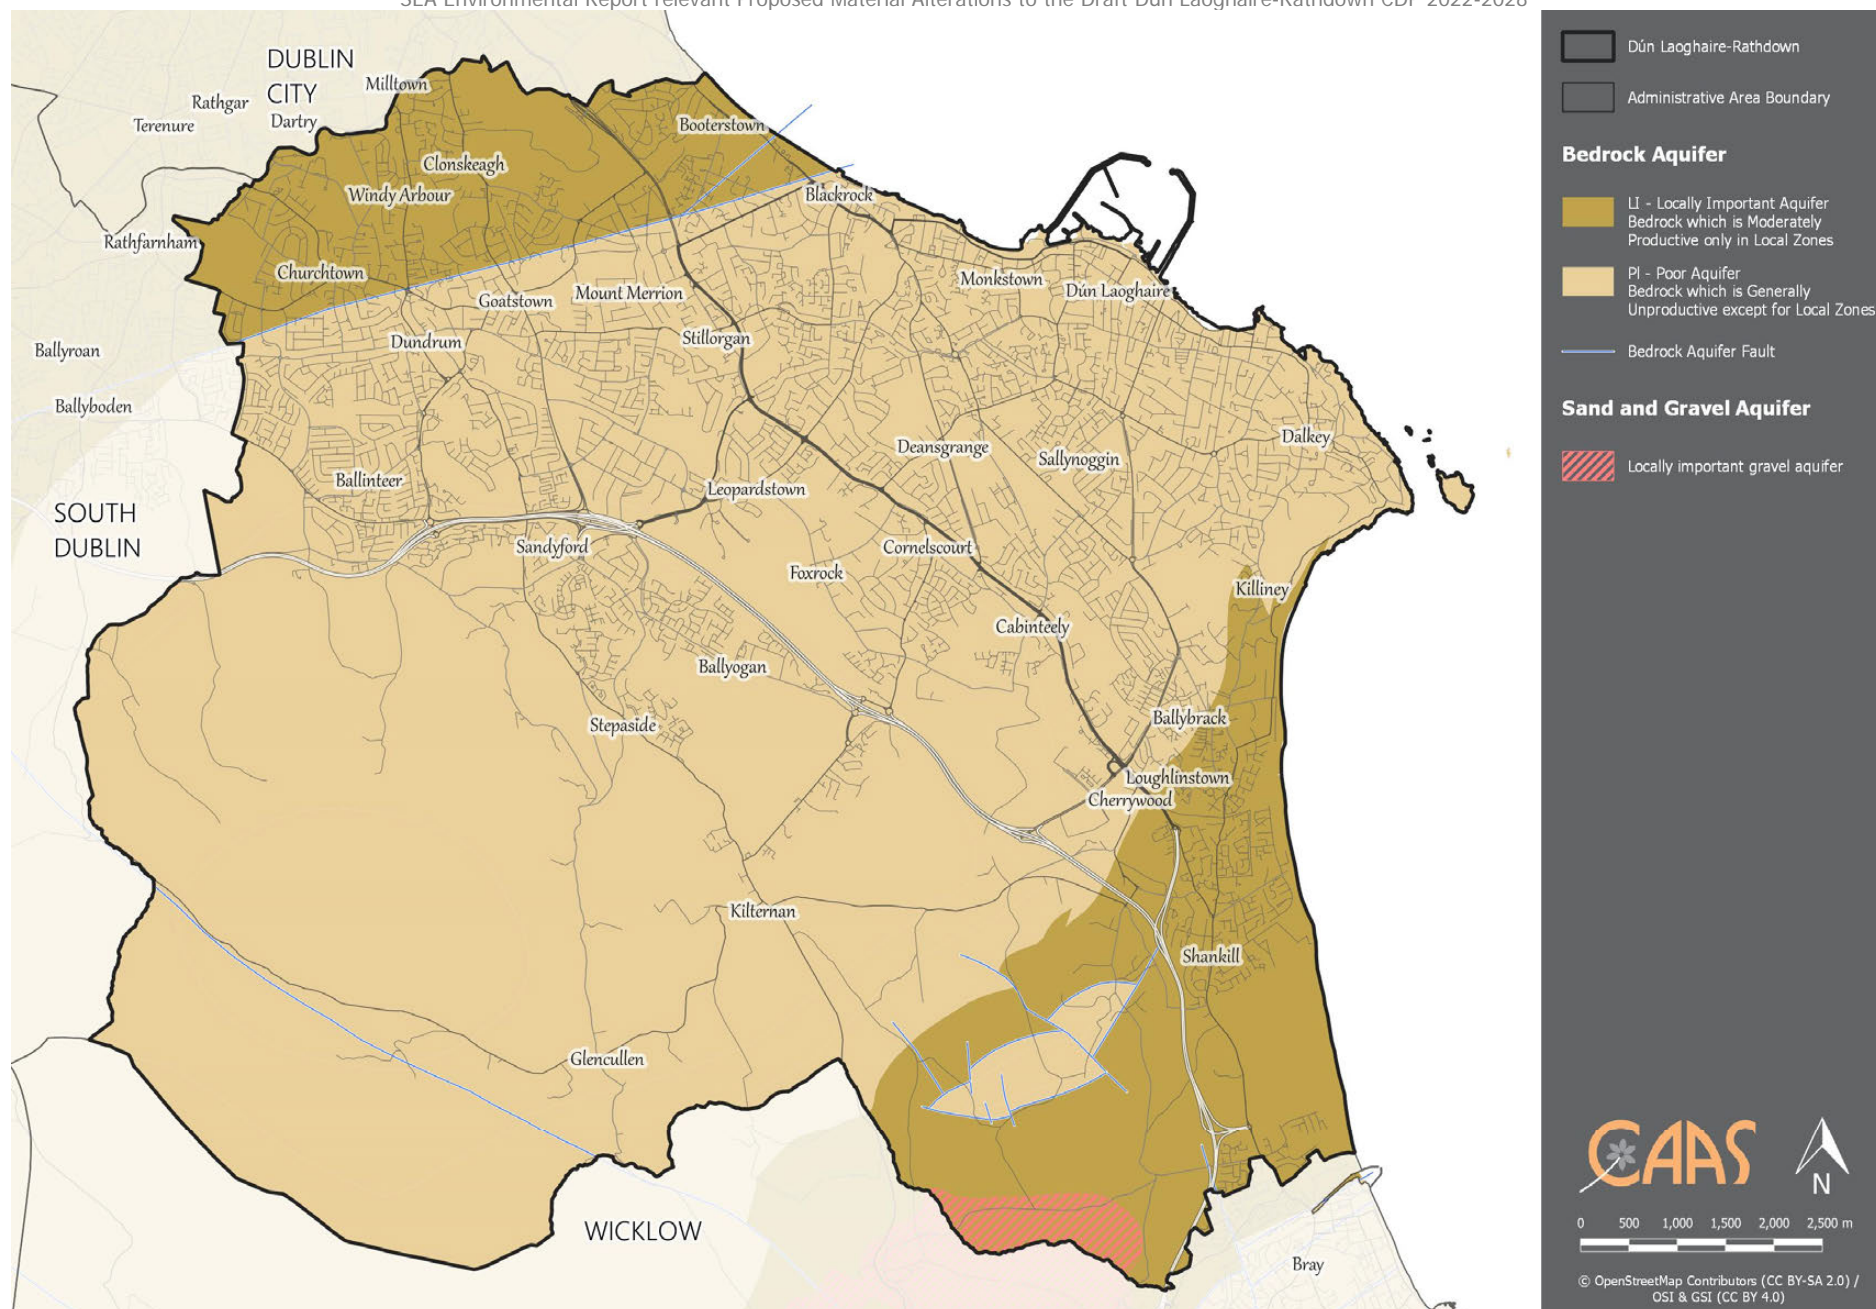 SEA Environmental Report relevant Proposed Material Alterations to the Draft Dún Laoghaire-Rathdown CDP 2022-2028
DUBLIN
CITY
Milltown
Rathgar
Terenure
Dartry
Booterstown
Clonskeagh
Windy Arbour
Blackrock
Rathfarnham
Churchtown
Monkstown
Dún Laoghaire
Goatstown
Mount Merrion
Stillorgan
Dundrum
Ballyroan
Ballyboden
Dalkey
Deansgrange
Sallynoggin
Ballinteer
Leopardstown
SOUTH
DUBLIN
Sandyford
Cornelscourt
Foxrock
Killiney
Cabinteely
Ballyogan
Stepaside
Ballybrack
Loughlinstown
Cherrywood
Kilternan
Shankill
Glencullen
WICKLOW
Bray
Dún Laoghaire-Rathdown
Administrative Area Boundary
Bedrock Aquifer
LI - Locally Important Aquifer
Bedrock which is Moderately
Productive only in Local Zones
Pl - Poor Aquifer
Bedrock which is Generally
Unproductive except for Local Zones
Bedrock Aquifer Fault
Sand and Gravel Aquifer
Locally important gravel aquifer
CAAS
N
0 500 1,000 1,500 2,000 2,500 m
© OpenStreetMap Contributors (CC BY-SA 2.0) /
OSI & GSI (CC BY 4.0)